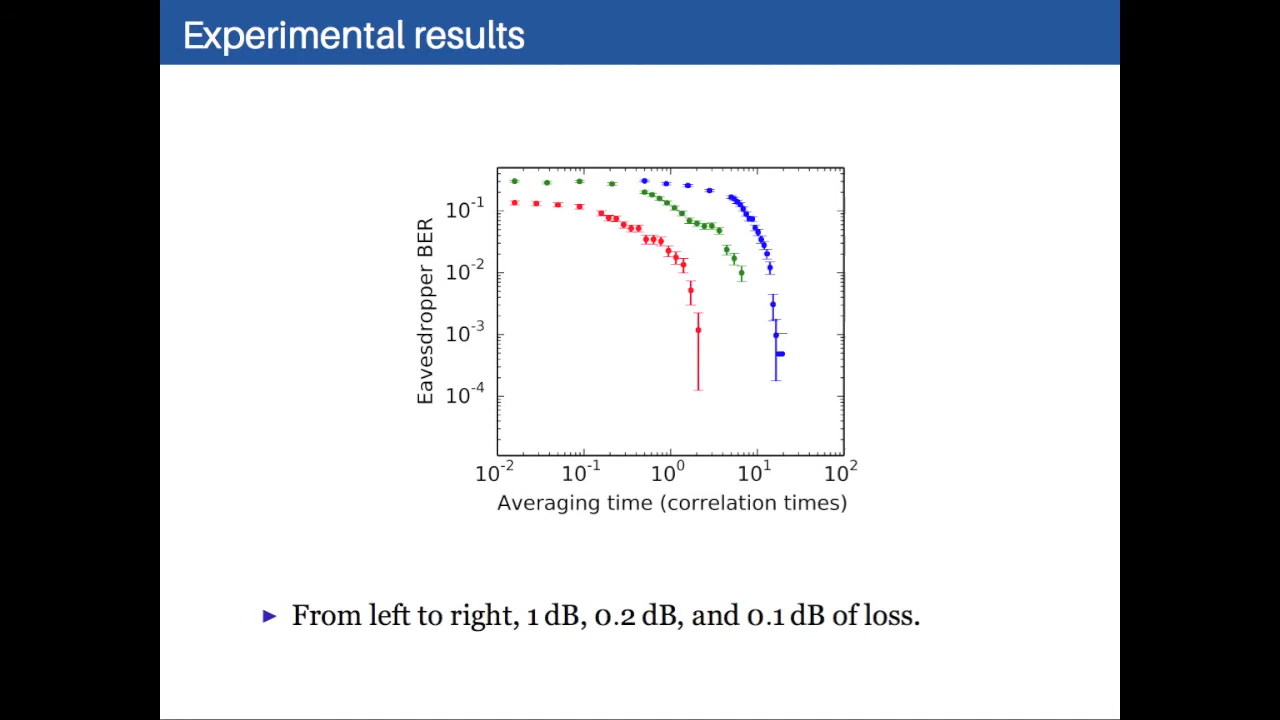 Experimental results
Eavesdropper BER
10-1
10-2
10-3
10-4
10-2 10-1 100 101 102
Averaging time (correlation times)
► From left to right, 1 dB, 0.2 dB, and 0.1 dB of loss.